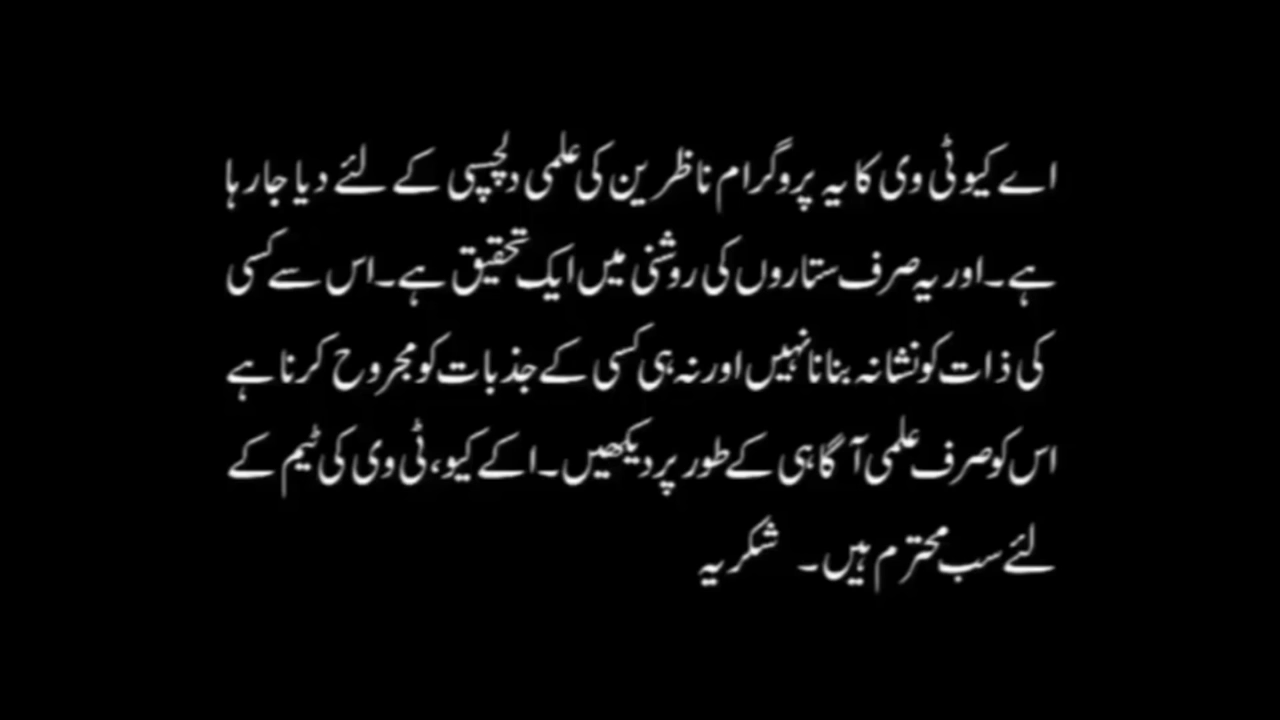 اے کیو ٹی وی کا یہ پروگرام ناظرین کی علمی دلچسپی کے لئے دیا جارہا
ہے۔اور یہ صرف ستاروں کی روشنی میں ایک تحقیق ہے۔اس سے کسی
کی ذات کو نشانہ بنانا نہیں اور نہ ہی کسی کے جذبات کو مجروح کرنا ہے
اس کو صرف علمی آگاہی کے طور پر دیکھیں۔اکے کیو،ٹی وی کی ٹیم کے
لئے سب محترم ہیں۔ شکریہ